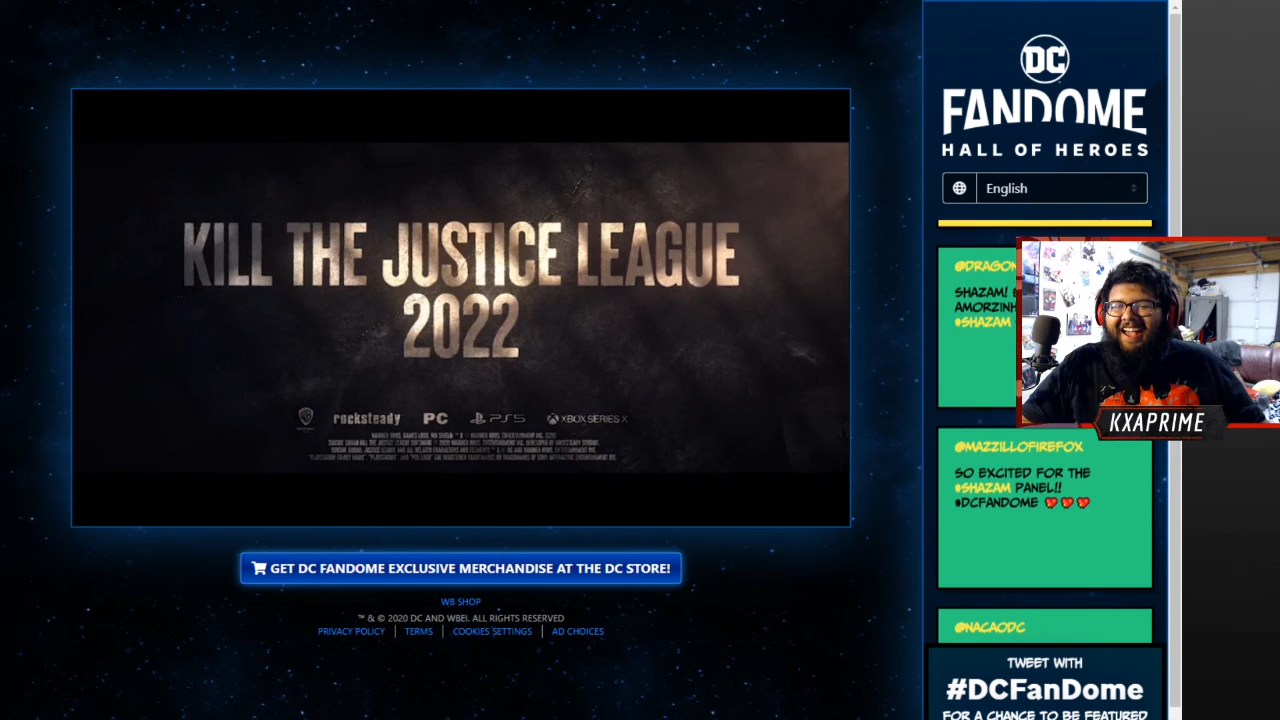 KILL THE JUSTICE LEAGUE
2022
rocksteady PC PS5 XBOX SERIES X
GET DC FANDOME EXCLUSIVE MERCHANDISE AT THE DC STORE!
WB SHOP
™ & © 2020 DC AND WBEI. ALL RIGHTS RESERVED
PRIVACY POLICY TERMS COOKIES SETTINGS AD CHOICES
DC
FANDOME
HALL OF HEROES
English
@DRAGON
SHAZAM!
AMORZINH
#SHAZAM
KXAPRIME
@MAZZILLOFIREFOX
SO EXCITED FOR THE
#SHAZAM PANEL!!
#DCFANDOME
@NACAODC
TWEET WITH
#DCFanDome
FOR A CHANCE TO BE FEATURED